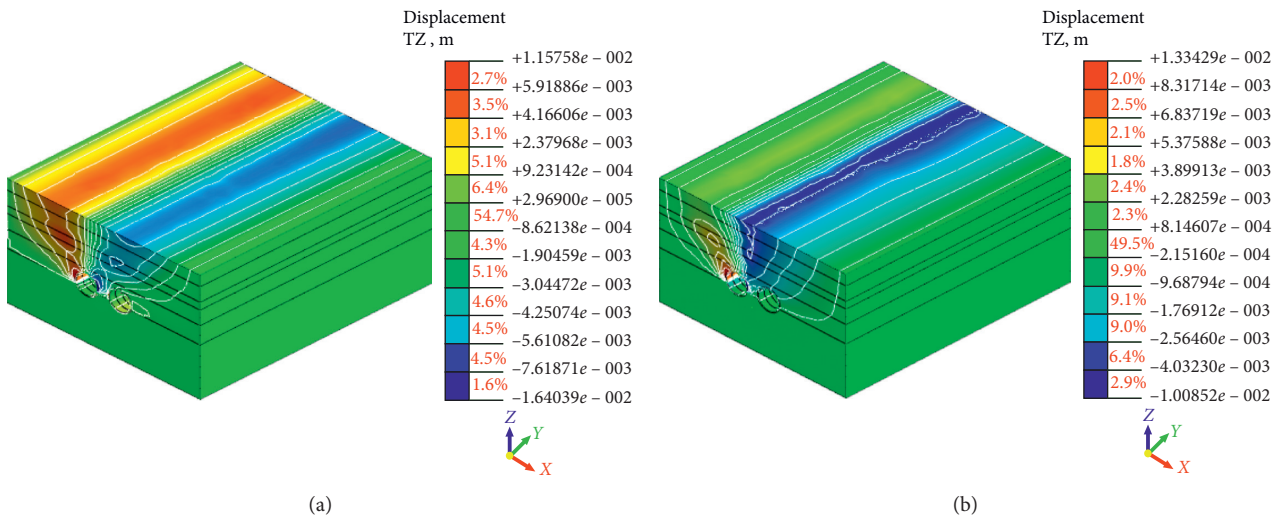 Displacement
TZ , m
+1.15758e – 002
2.7%
+5.91886e – 003
3.5%
+4.16606e – 003
3.1%
+2.37968e – 003
5.1%
+9.23142e – 004
6.4%
+2.96900e – 005
54.7%
–8.62138e – 004
4.3%
–1.90459e – 003
5.1%
–3.04472e – 003
4.6%
–4.25074e – 003
4.5%
–5.61082e – 003
4.5%
–7.61871e – 003
1.6%
–1.64039e – 002
Z
Y
X
(a)
Displacement
TZ, m
+1.33429e – 002
2.0%
+8.31714e – 003
2.5%
+6.83719e – 003
2.1%
+5.37588e – 003
1.8%
+3.89913e – 003
2.4%
+2.28259e – 003
2.3%
+8.14607e – 004
49.5%
–2.15160e – 004
9.9%
–9.68794e – 004
9.1%
–1.76912e – 003
9.0%
–2.56460e – 003
6.4%
–4.03230e – 003
2.9%
–1.00852e – 002
Z
Y
X
(b)